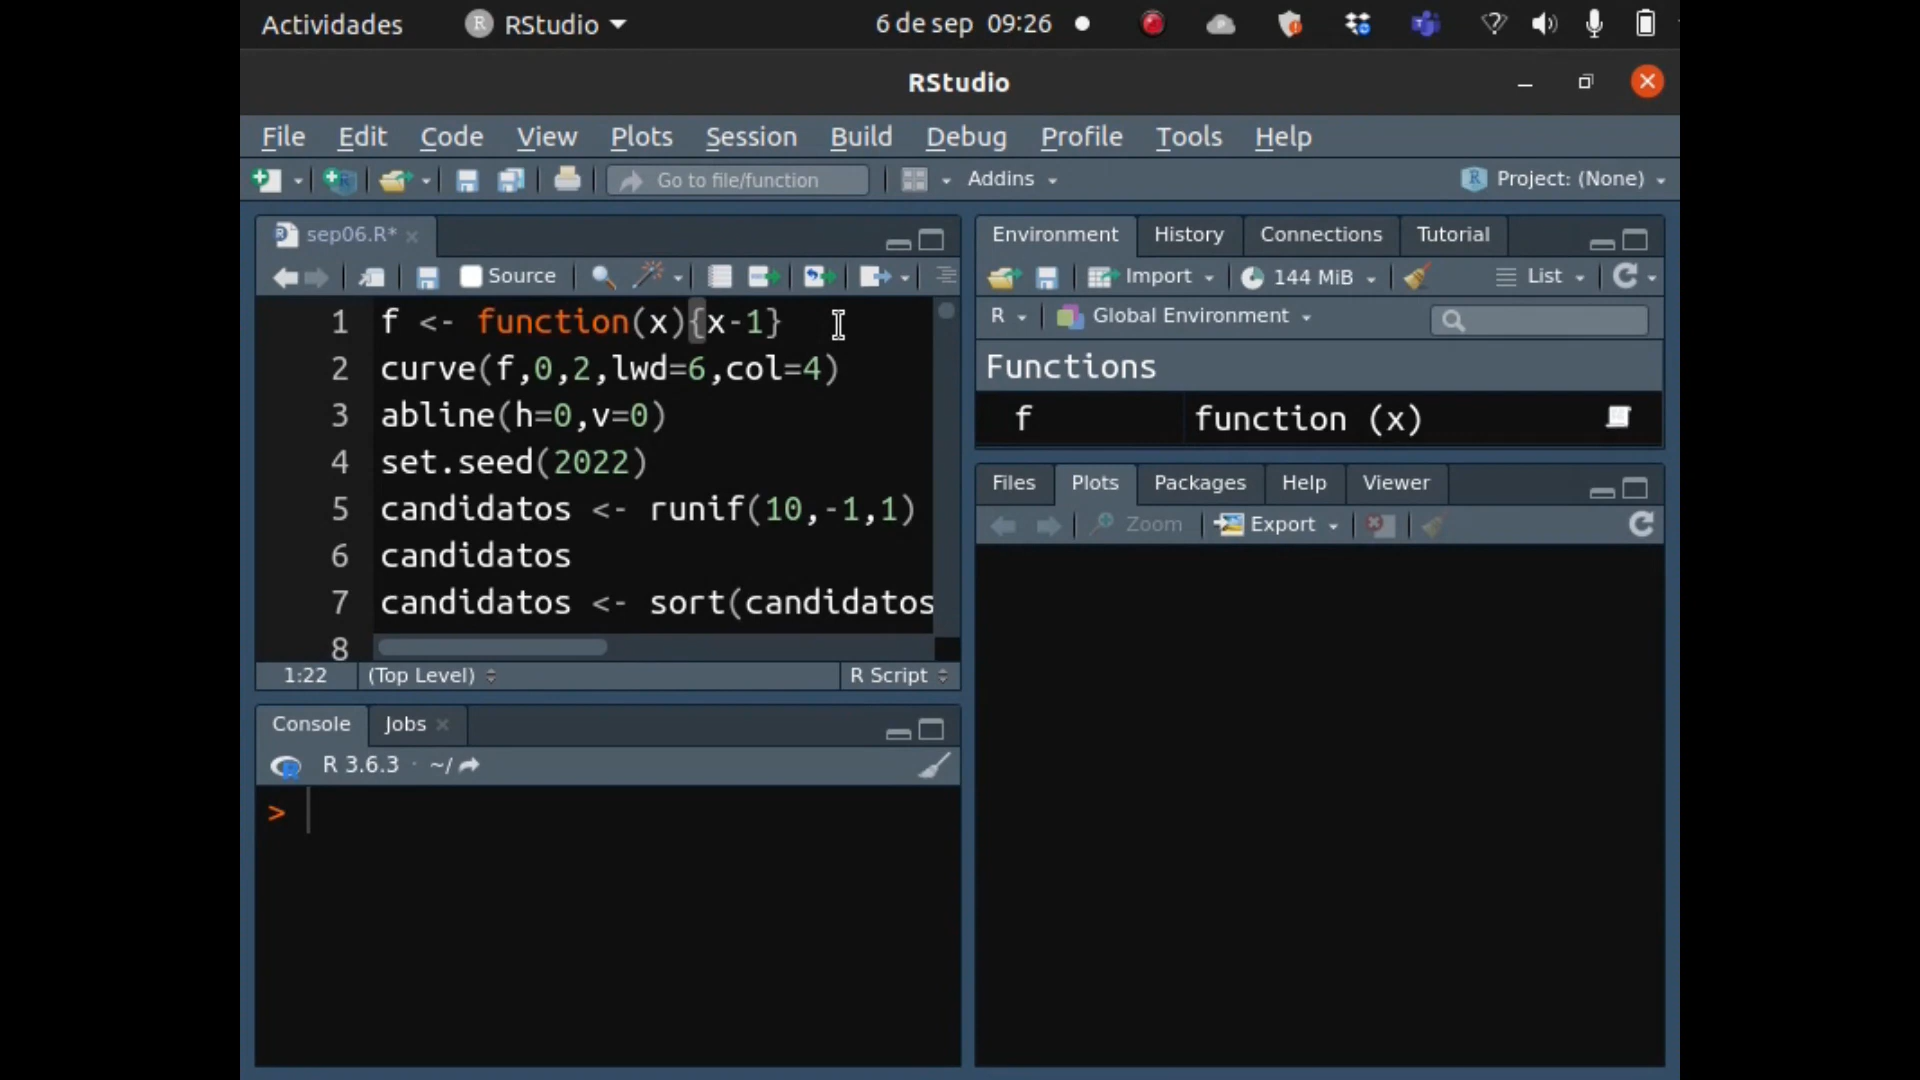 Actividades RStudio 6 de sep 09:26
RStudio
File Edit Code View Plots Session Build Debug Profile Tools Help
Go to file/function Addins Project: (None)
sep06.R*
Source
1 f <- function(x){x-1}
2 curve(f,0,2,lwd=6,col=4)
3 abline(h=0,v=0)
4 set.seed(2022)
5 candidatos <- runif(10,-1,1)
6 candidatos
7 candidatos <- sort(candidatos
8
1:22 (Top Level) R Script
Console Jobs
R 3.6.3 · ~/
>
Environment History Connections Tutorial
Import 144 MiB List
R Global Environment
Functions
f function (x)
Files Plots Packages Help Viewer
Zoom Export